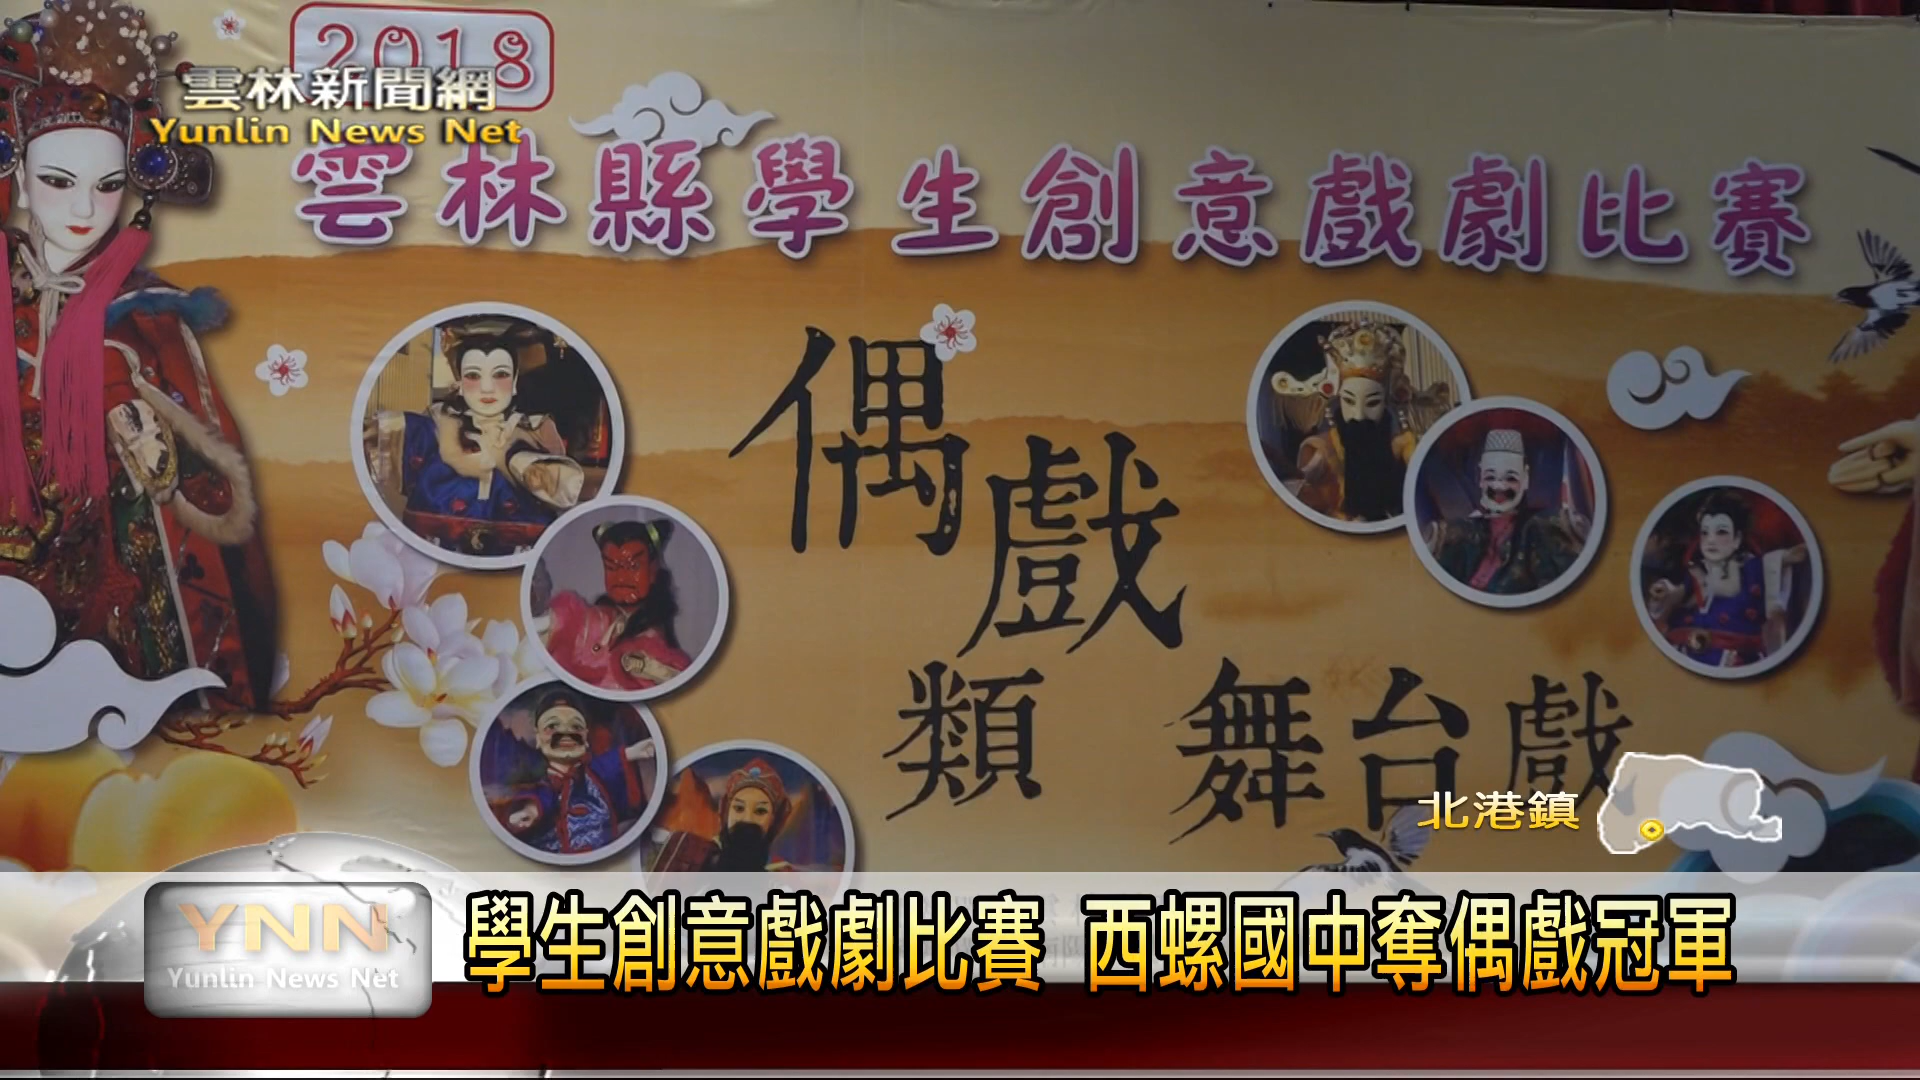 2018
雲林新聞網
Yunlin News Net
雲林縣學生創意戲劇比賽
偶戲
類 舞台戲
北港鎮
YNN
Yunlin News Net
學生創意戲劇比賽 西螺國中奪偶戲冠軍